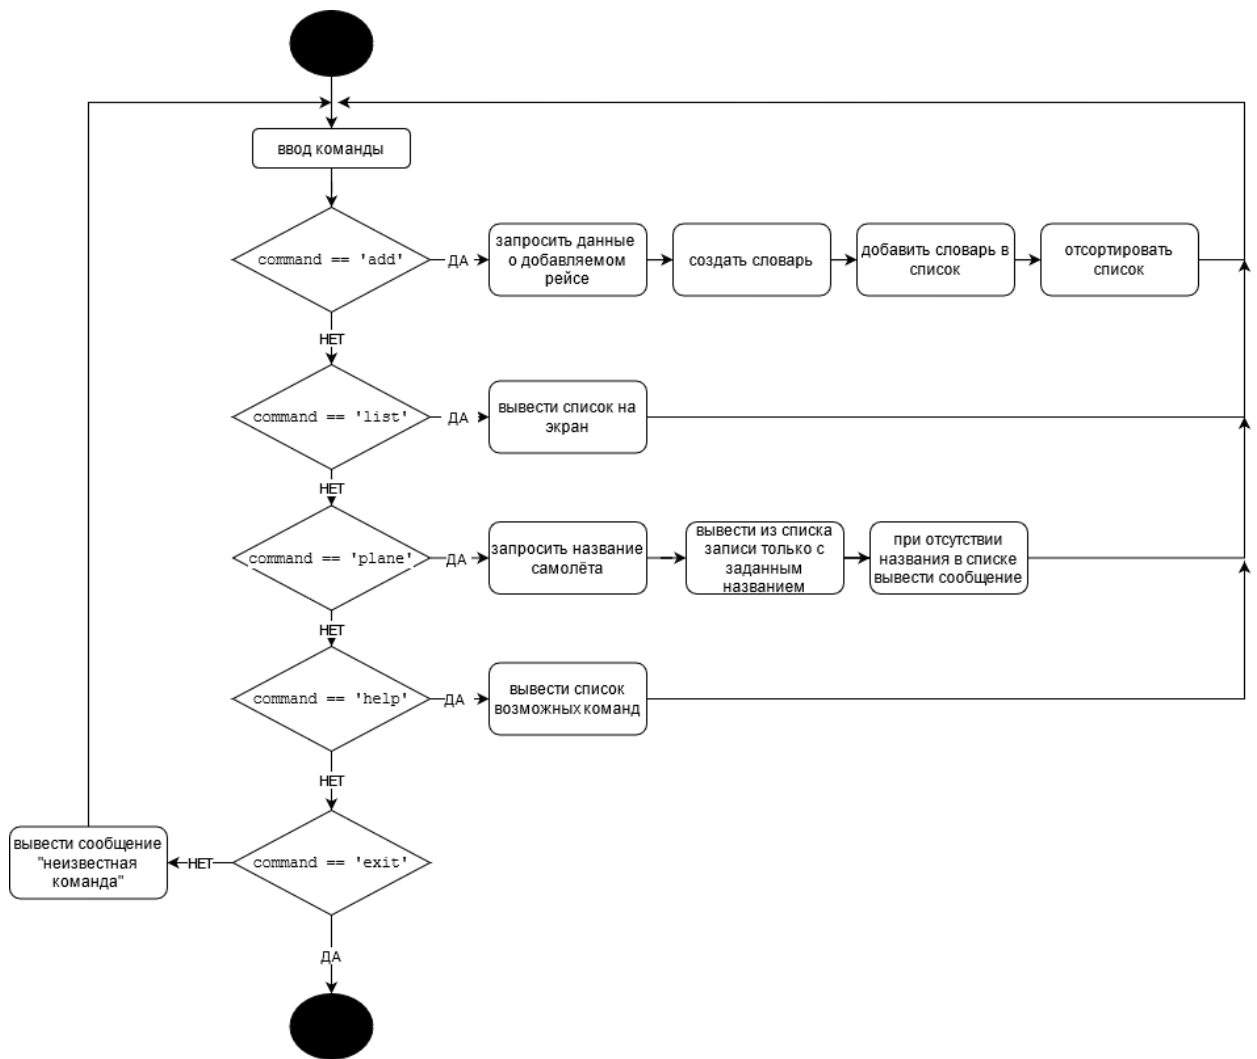 ввод команды
command == 'add'
ДА
запросить данные
о добавляемом
рейсе
создать словарь
добавить словарь в
список
отсортировать
список
НЕТ
command == 'list'
ДА
вывести список на
экран
НЕТ
command == 'plane'
ДА
запросить название
самолёта
вывести из списка
записи только с
заданным
названием
при отсутствии
названия в списке
вывести сообщение
НЕТ
command == 'help'
ДА
вывести список
возможных команд
НЕТ
command == 'exit'
НЕТ
вывести сообщение
"неизвестная
команда"
ДА